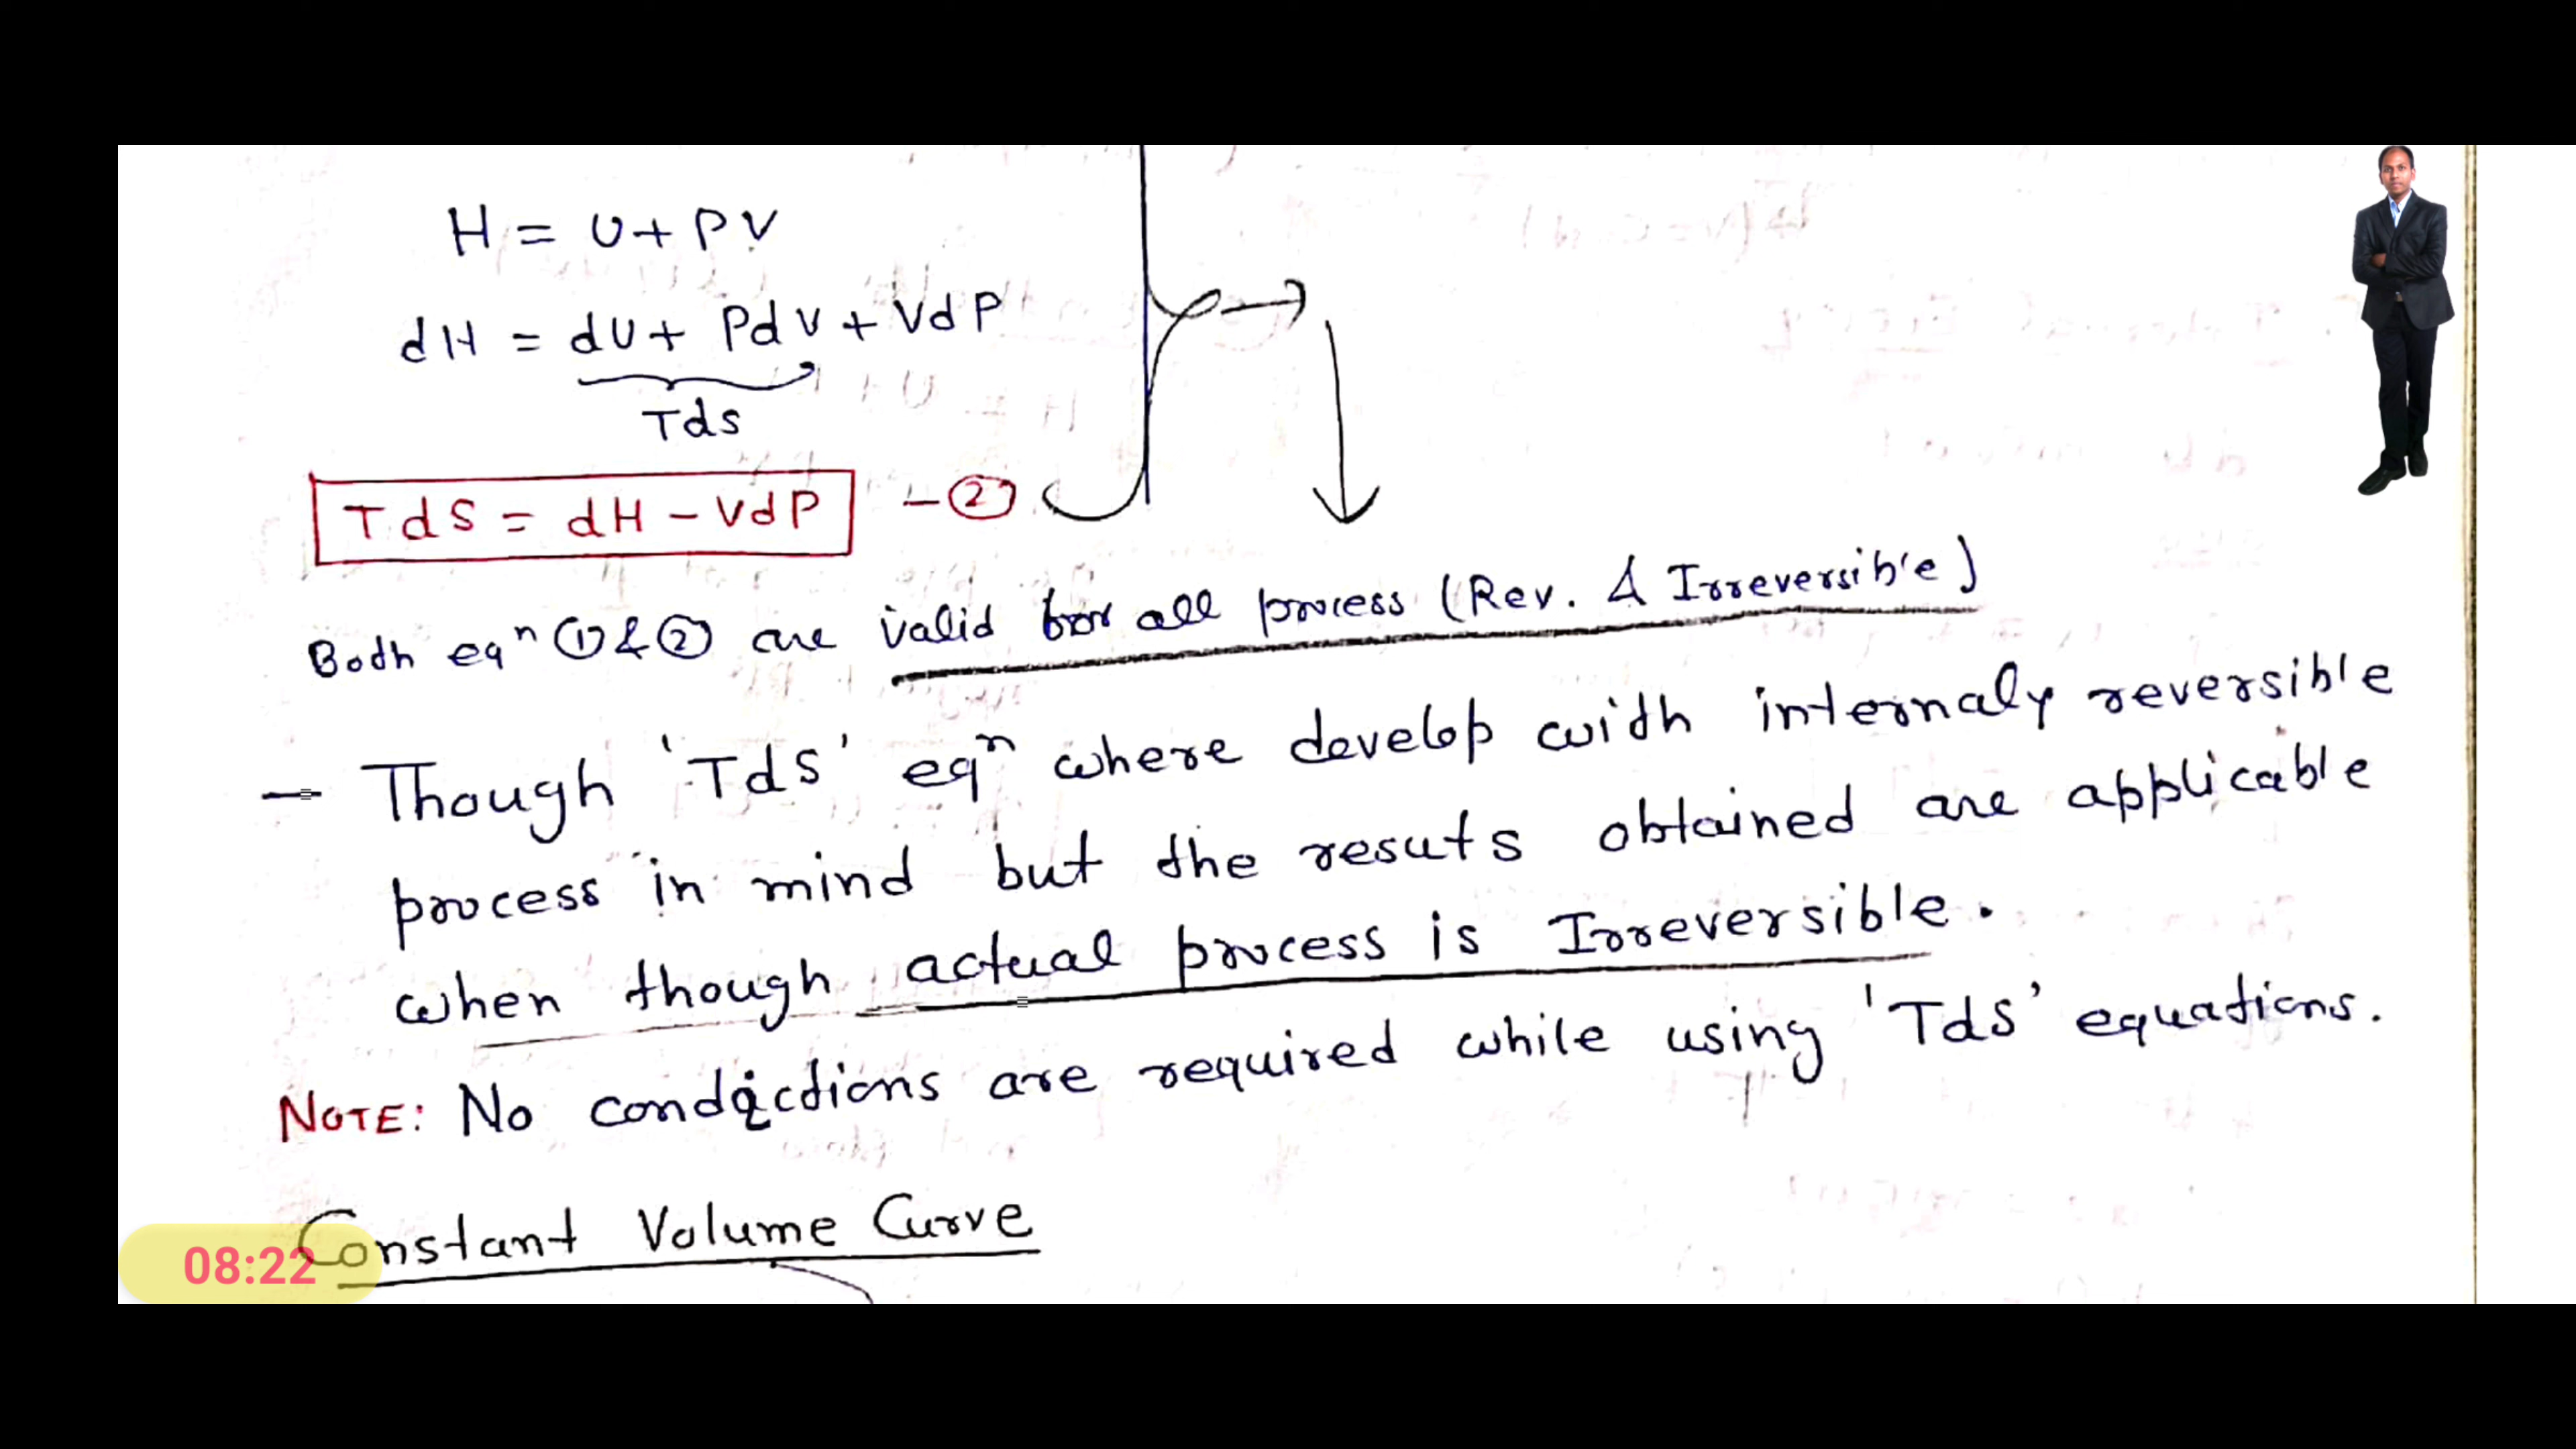 H = U + PV
dH = dU + PdV + VdP
Tds
TdS = dH - VdP - ②
Both eqⁿ ① & ② are valid for all process (Rev. & Irreversible)
- Though 'TdS' eqⁿ where develop with internaly reversible
process in mind but the resuts obtained are applicable
when though actual process is Irreversible.
NOTE: No condictions are required while using 'TdS' equations.
Constant Volume Curve
08:22